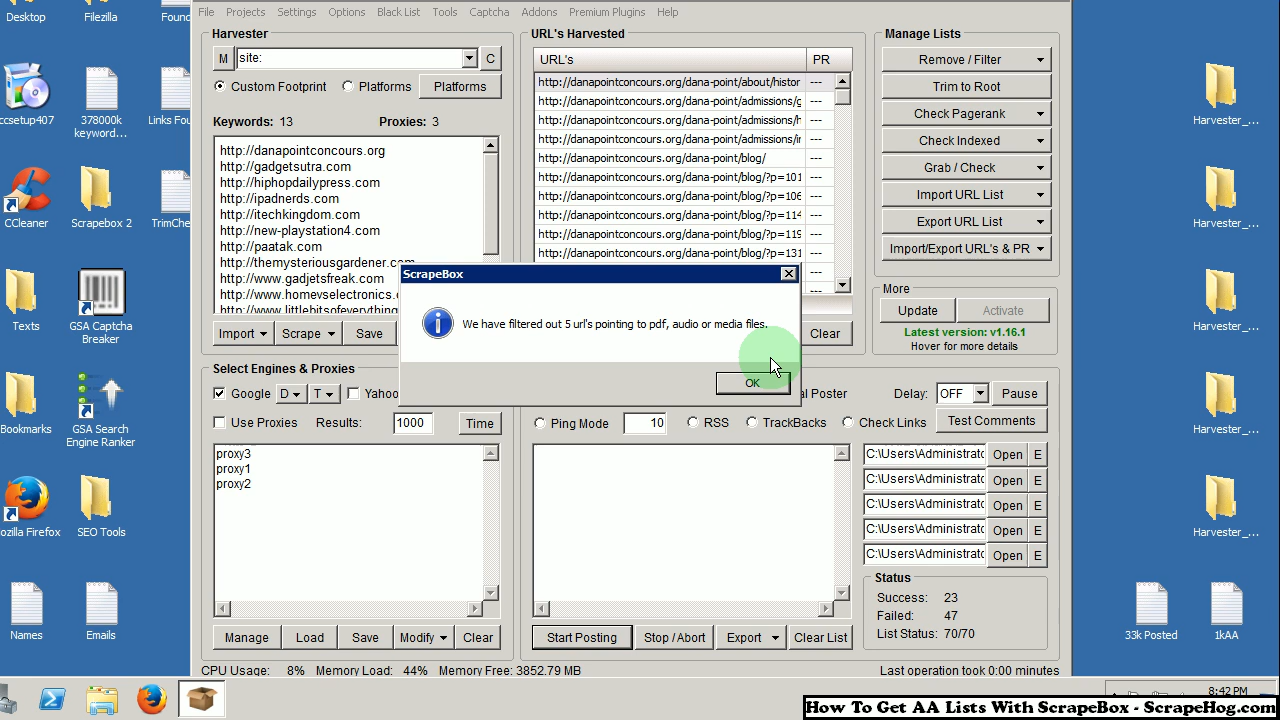 Desktop
Filezilla
Foun
ccsetup407
378000k
keyword...
Links Fou
CCleaner
Scrapebox 2
TrimChe
Texts
GSA Captcha
Breaker
Bookmarks
GSA Search
Engine Ranker
ozilla Firefox
SEO Tools
Names
Emails
File Projects Settings Options Black List Tools Captcha Addons Premium Plugins Help
Harvester
M site: C
Custom Footprint Platforms Platforms
Keywords: 13 Proxies: 3
http://danapointconcours.org
http://gadgetsutra.com
http://hiphopdailypress.com
http://ipadnerds.com
http://itechkingdom.com
http://new-playstation4.com
http://paatak.com
http://themysteriousgardener.com
http://www.gadjetsfreak.com
http://www.homevselectronics.c
Import Scrape Save
URL's Harvested
URL's PR
http://danapointconcours.org/dana-point/about/histor ---
http://danapointconcours.org/dana-point/admissions/g ---
http://danapointconcours.org/dana-point/admissions/h ---
http://danapointconcours.org/dana-point/admissions/ir ---
http://danapointconcours.org/dana-point/blog/ ---
http://danapointconcours.org/dana-point/blog/?p=101 ---
http://danapointconcours.org/dana-point/blog/?p=106 ---
http://danapointconcours.org/dana-point/blog/?p=114 ---
http://danapointconcours.org/dana-point/blog/?p=119 ---
http://danapointconcours.org/dana-point/blog/?p=131 ---
---
---
Clear
Manage Lists
Remove / Filter
Trim to Root
Check Pagerank
Check Indexed
Grab / Check
Import URL List
Export URL List
Import/Export URL's & PR
More
Update Activate
Latest version: v1.16.1
Hover for more details
ScrapeBox
We have filtered out 5 url's pointing to pdf, audio or media files.
OK
Select Engines & Proxies
Google D T Yahoo
Use Proxies Results: 1000 Time
proxy3
proxy1
proxy2
Manage Load Save Modify Clear
al Poster Delay: OFF Pause
Ping Mode 10 RSS TrackBacks Check Links Test Comments
C:\Users\Administratc Open E
C:\Users\Administratc Open E
C:\Users\Administratc Open E
C:\Users\Administratc Open E
C:\Users\Administratc Open E
Status
Success: 23
Failed: 47
List Status: 70/70
Start Posting Stop / Abort Export Clear List
CPU Usage: 8% Memory Load: 44% Memory Free: 3852.79 MB Last operation took 0:00 minutes
Harvester_...
Harvester_...
Harvester_...
Harvester_...
Harvester_...
33k Posted
1kAA
8:42 PM
How To Get AA Lists With ScrapeBox - ScrapeHog.com